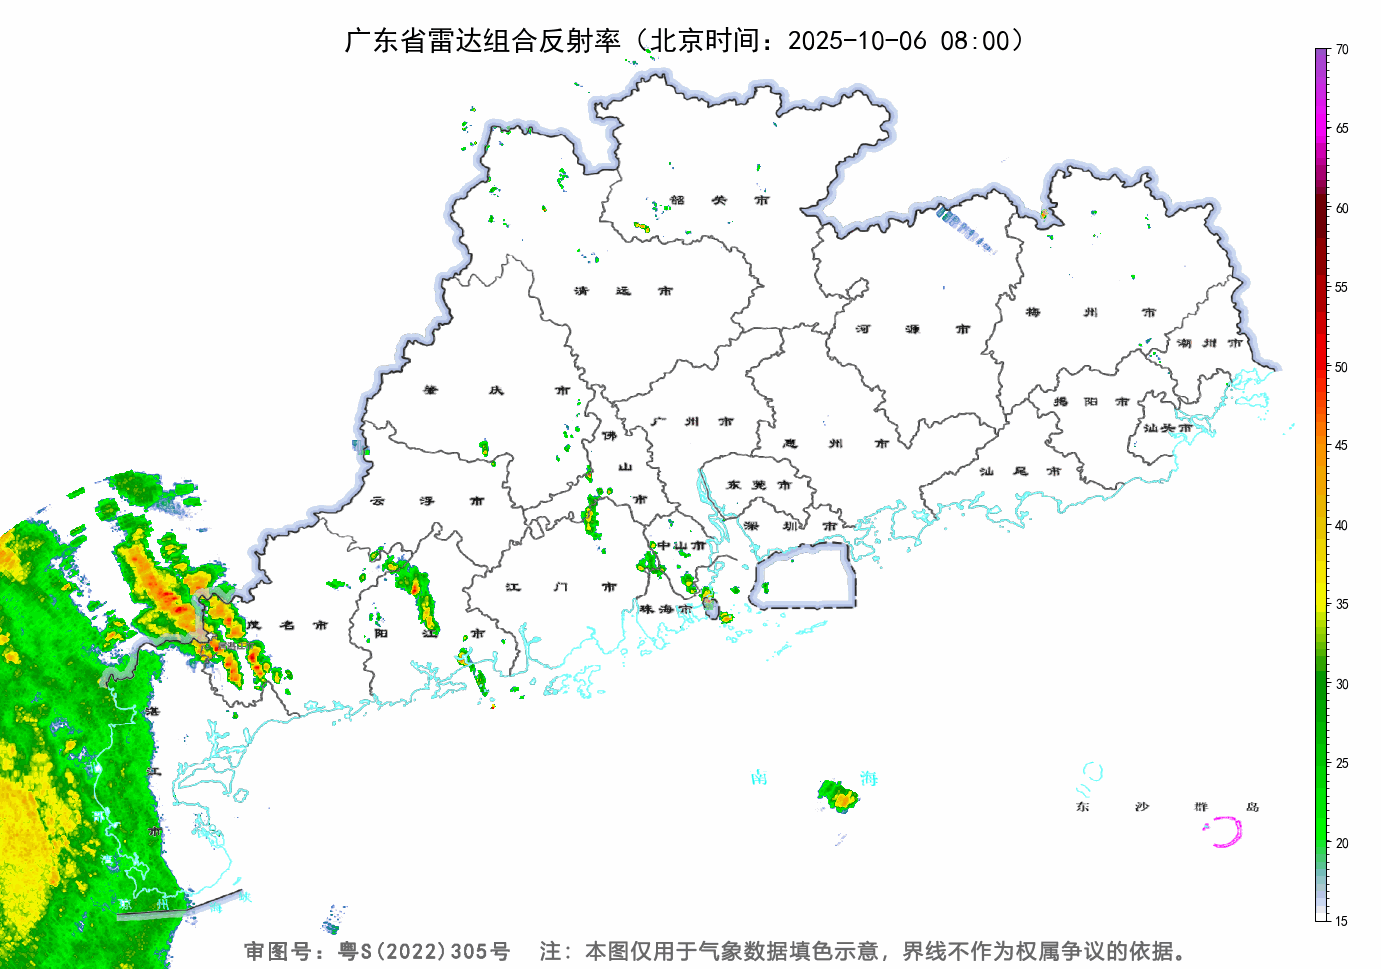 广东省雷达组合反射率（北京时间：2025-10-06 08:00）
70
65
60
55
50
45
40
35
30
25
20
15
韶关市
清远市
河源市
梅州市
潮州市
肇庆市
广州市
佛山市
惠州市
揭阳市
汕头市
汕尾市
东莞市
云浮市
深圳市
中山市
江门市
珠海市
茂名市
阳江市
湛江市
南海
东沙群岛
琼州海峡
审图号：粤S(2022)305号 注：本图仅用于气象数据填色示意，界线不作为权属争议的依据。